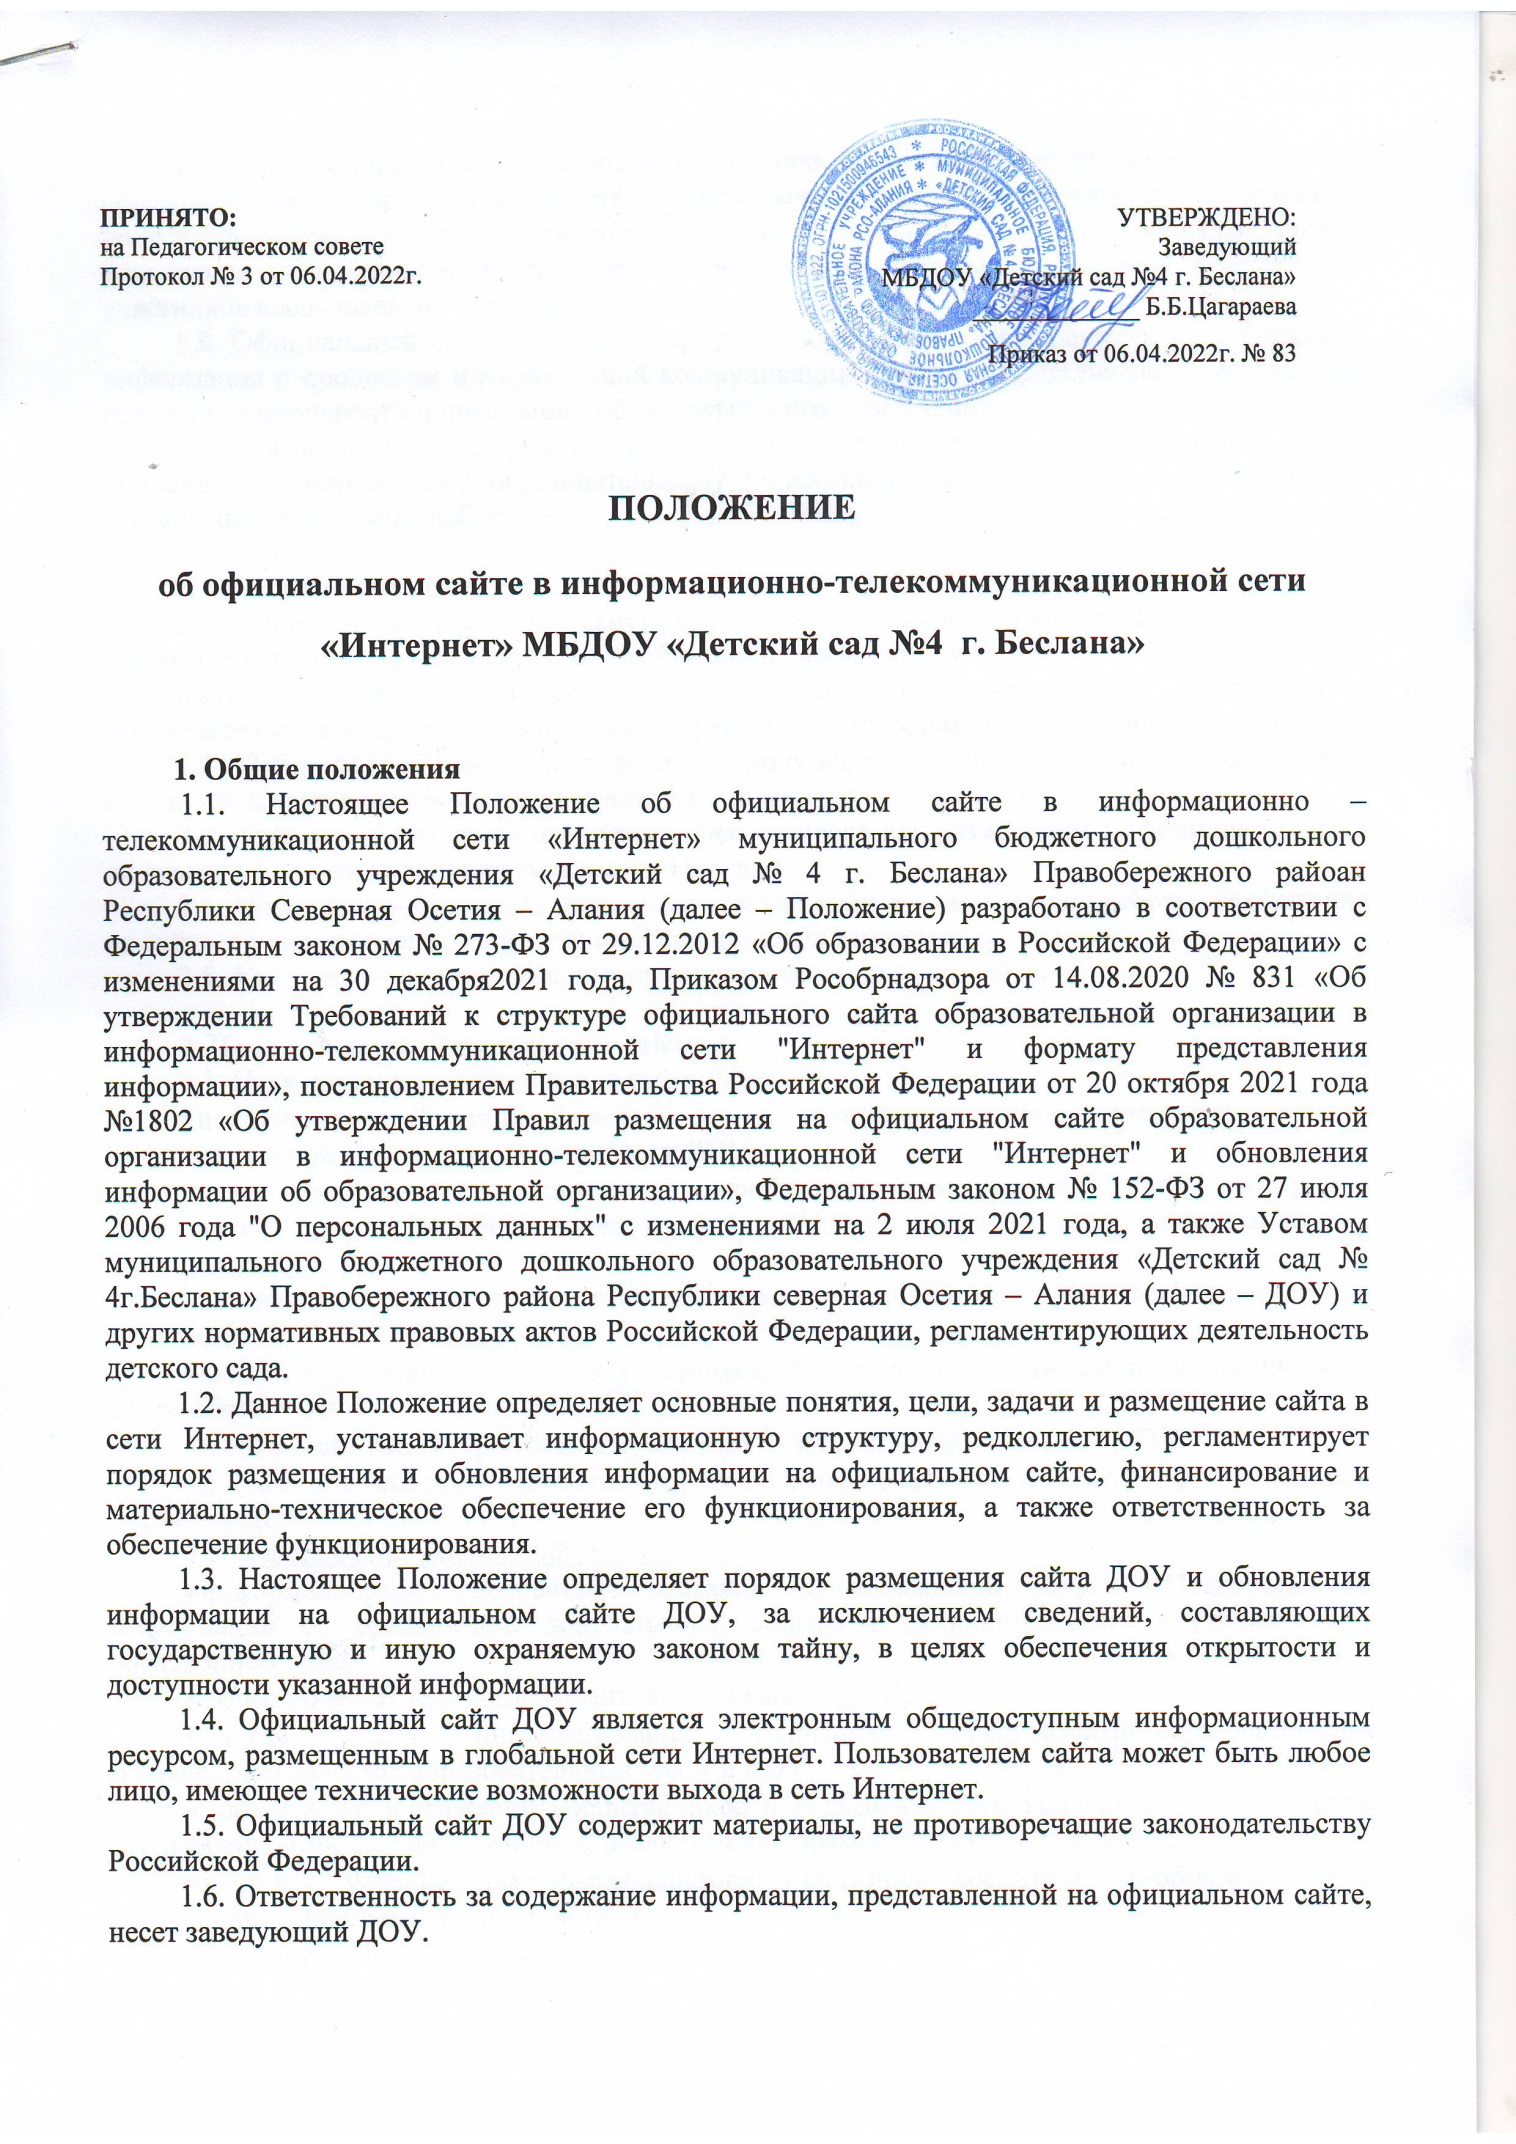 ПРИНЯТО:
на Педагогическом совете
Протокол № 3 от 06.04.2022г.
УТВЕРЖДЕНО:
Заведующий
МБДОУ «Детский сад №4 г. Беслана»
Б.Б.Цагараева
Приказ от 06.04.2022г. № 83
ОГРН-1021500946543 * РОССИЙСКАЯ ФЕДЕРАЦИЯ
УЧРЕЖДЕНИЕ * МУНИЦИПАЛЬНОЕ БЮДЖЕТНОЕ ДОШКОЛЬНОЕ
РАЙОНА РСО-АЛАНИЯ * «ДЕТСКИЙ САД № 4
ПОЛОЖЕНИЕ
об официальном сайте в информационно-телекоммуникационной сети
«Интернет» МБДОУ «Детский сад №4 г. Беслана»
1. Общие положения
1.1. Настоящее Положение об официальном сайте в информационно –
телекоммуникационной сети «Интернет» муниципального бюджетного дошкольного
образовательного учреждения «Детский сад № 4 г. Беслана» Правобережного райоан
Республики Северная Осетия – Алания (далее – Положение) разработано в соответствии с
Федеральным законом № 273-ФЗ от 29.12.2012 «Об образовании в Российской Федерации» с
изменениями на 30 декабря2021 года, Приказом Рособрнадзора от 14.08.2020 № 831 «Об
утверждении Требований к структуре официального сайта образовательной организации в
информационно-телекоммуникационной сети "Интернет" и формату представления
информации», постановлением Правительства Российской Федерации от 20 октября 2021 года
№1802 «Об утверждении Правил размещения на официальном сайте образовательной
организации в информационно-телекоммуникационной сети "Интернет" и обновления
информации об образовательной организации», Федеральным законом № 152-ФЗ от 27 июля
2006 года "О персональных данных" с изменениями на 2 июля 2021 года, а также Уставом
муниципального бюджетного дошкольного образовательного учреждения «Детский сад №
4г.Беслана» Правобережного района Республики северная Осетия – Алания (далее – ДОУ) и
других нормативных правовых актов Российской Федерации, регламентирующих деятельность
детского сада.
1.2. Данное Положение определяет основные понятия, цели, задачи и размещение сайта в
сети Интернет, устанавливает информационную структуру, редколлегию, регламентирует
порядок размещения и обновления информации на официальном сайте, финансирование и
материально-техническое обеспечение его функционирования, а также ответственность за
обеспечение функционирования.
1.3. Настоящее Положение определяет порядок размещения сайта ДОУ и обновления
информации на официальном сайте ДОУ, за исключением сведений, составляющих
государственную и иную охраняемую законом тайну, в целях обеспечения открытости и
доступности указанной информации.
1.4. Официальный сайт ДОУ является электронным общедоступным информационным
ресурсом, размещенным в глобальной сети Интернет. Пользователем сайта может быть любое
лицо, имеющее технические возможности выхода в сеть Интернет.
1.5. Официальный сайт ДОУ содержит материалы, не противоречащие законодательству
Российской Федерации.
1.6. Ответственность за содержание информации, представленной на официальном сайте,
несет заведующий ДОУ.